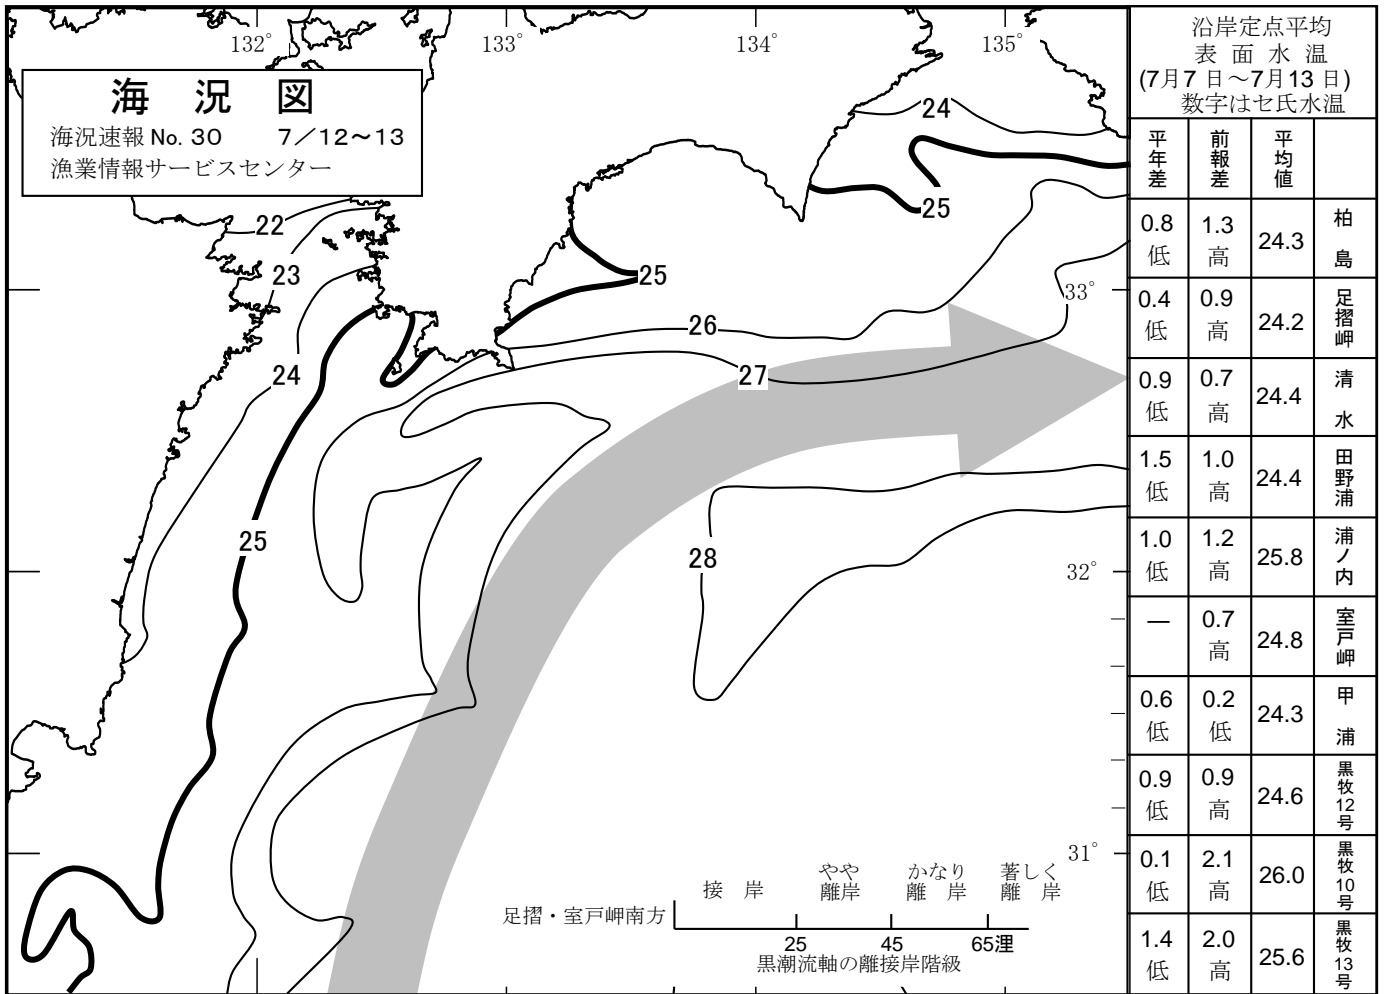 132° 133° 134° 135°
海 況 図
海況速報 No. 30 7／12～13
漁業情報サービスセンター
24
25
22
23
25
33°
26
24
27
25
28
32°
31°
接 岸 やや離岸 かなり離 岸 著しく離 岸
足摺・室戸岬南方
25 45 65浬
黒潮流軸の離接岸階級
沿岸定点平均
表 面 水 温
(7月7 日～7月13 日)
数字はセ氏水温
平年差 前報差 平均値
0.8低 1.3高 24.3 柏島
0.4低 0.9高 24.2 足摺岬
0.9低 0.7高 24.4 清水
1.5低 1.0高 24.4 田野浦
1.0低 1.2高 25.8 浦ノ内
— 0.7高 24.8 室戸岬
0.6低 0.2低 24.3 甲浦
0.9低 0.9高 24.6 黒牧12号
0.1低 2.1高 26.0 黒牧10号
1.4低 2.0高 25.6 黒牧13号